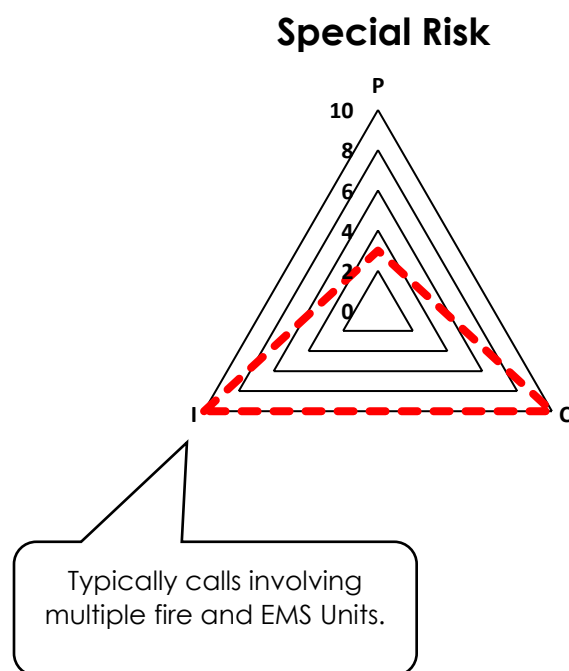 Special Risk
P
10
8
6
4
2
0
I
C
Typically calls involving
multiple fire and EMS Units.